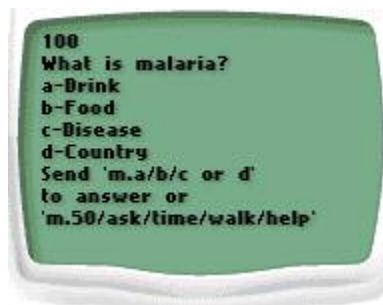 100
What is malaria?
a-Drink
b-Food
c-Disease
d-Country
Send 'm.a/b/c or d'
to answer or
'm.50/ask/time/walk/help'